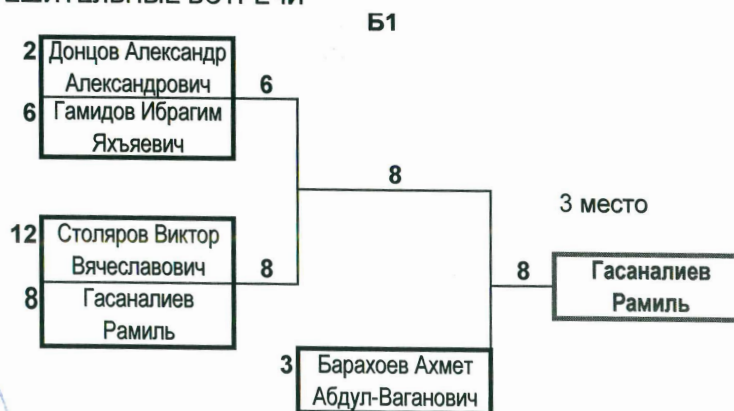 Б1
2 Донцов Александр
Александрович
6
6 Гамидов Ибрагим
Яхъяевич
8
3 место
12 Столяров Виктор
Вячеславович
8
8 Гасаналиев
Рамиль
8
Гасаналиев
Рамиль
3 Барахоев Ахмет
Абдул-Ваганович